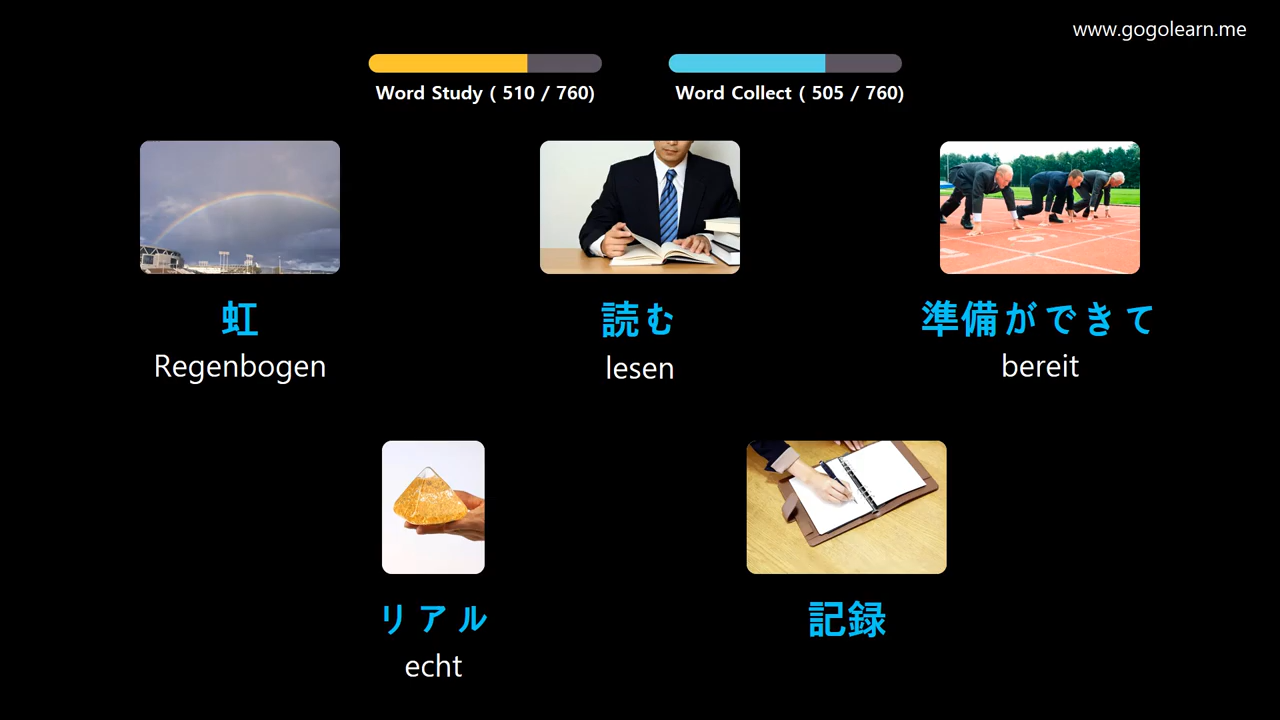 www.gogolearn.me
Word Study ( 510 / 760)
Word Collect ( 505 / 760)
虹
Regenbogen
読む
lesen
準備ができて
bereit
リアル
echt
記録